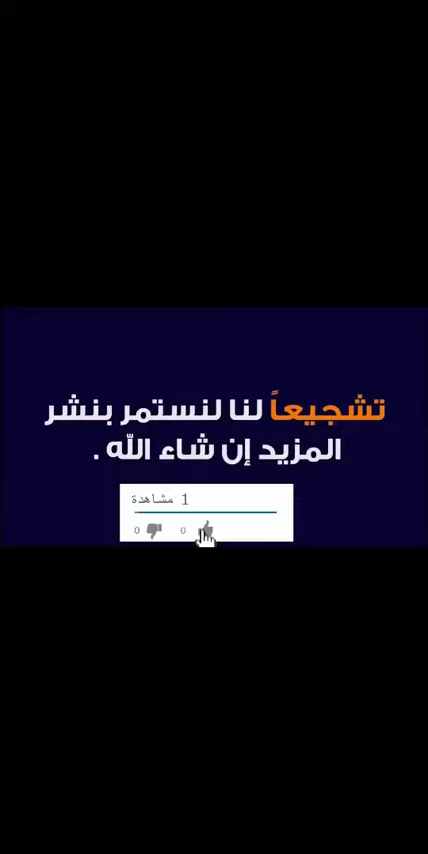 تشجيعاً لنا لنستمر بنشر
المزيد إن شاء الله .
1 مشاهدة
0 0